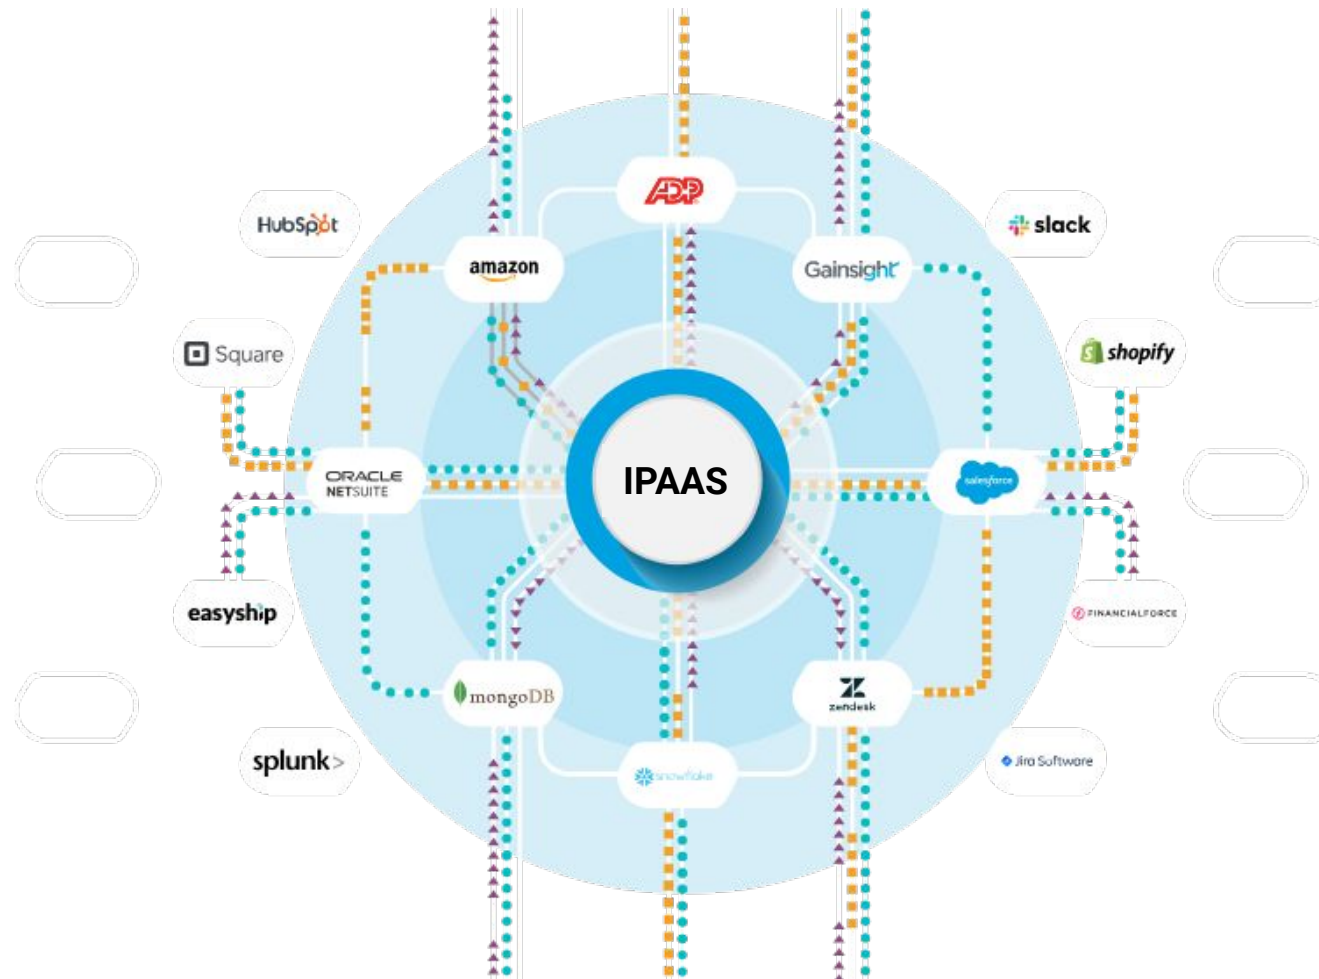 ADP
HubSpot
slack
amazon
Gainsight
Square
shopify
IPAAS
ORACLE
NETSUITE
salesforce
easyship
FINANCIALFORCE
mongoDB
zendesk
splunk>
snowflake
Jira Software